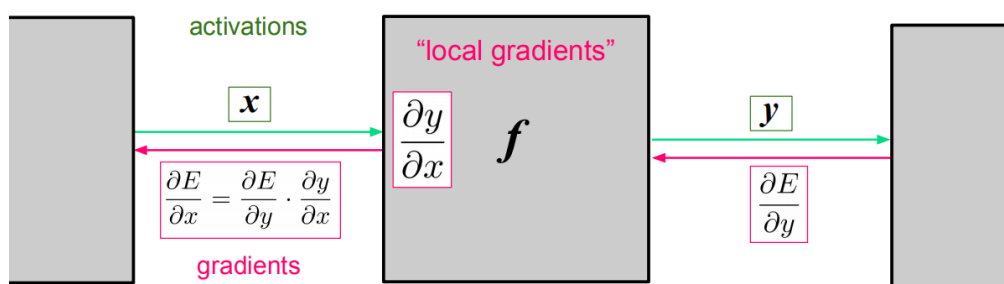 activations
“local gradients”
x
y
∂y/∂x
f
∂E/∂x = ∂E/∂y · ∂y/∂x
∂E/∂y
gradients